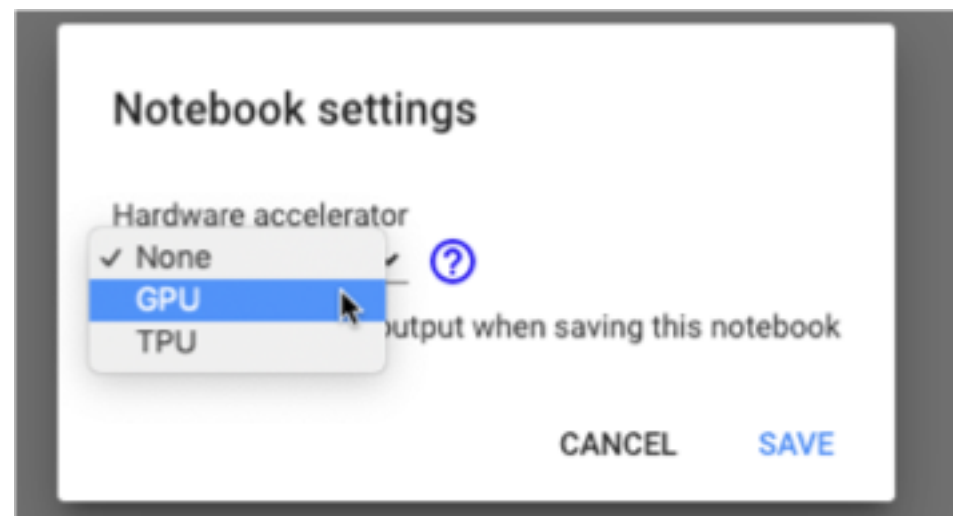 Notebook settings
Hardware accelerator
None
GPU
TPU
output when saving this notebook
CANCEL SAVE